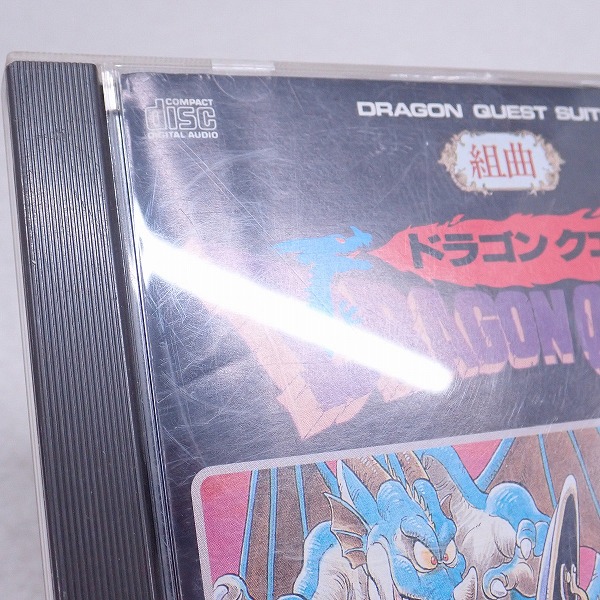 COMPACT
disc
DIGITAL AUDIO
DRAGON QUEST SUIT
組曲
ドラゴンクエ
DRAGON Q